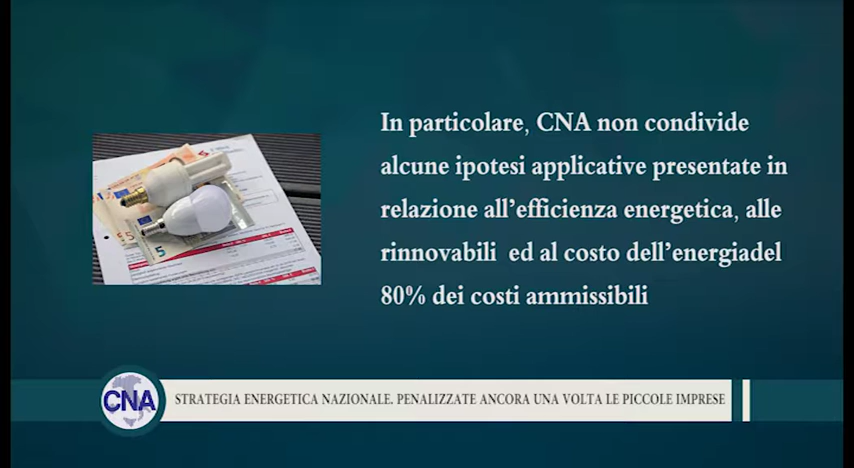 In particolare, CNA non condivide
alcune ipotesi applicative presentate in
relazione all'efficienza energetica, alle
rinnovabili  ed al costo dell'energiadel
80% dei costi ammissibili
5
CNA
STRATEGIA ENERGETICA NAZIONALE. PENALIZZATE ANCORA UNA VOLTA LE PICCOLE IMPRESE